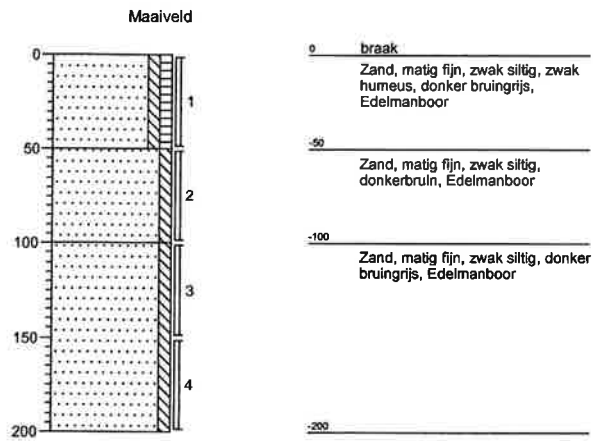 Maaiveld
0
50
100
150
200
1
2
3
4
0 braak
Zand, matig fijn, zwak siltig, zwak
humeus, donker bruingrijs,
Edelmanboor
-50
Zand, matig fijn, zwak siltig,
donkerbruin, Edelmanboor
-100
Zand, matig fijn, zwak siltig, donker
bruingrijs, Edelmanboor
-200